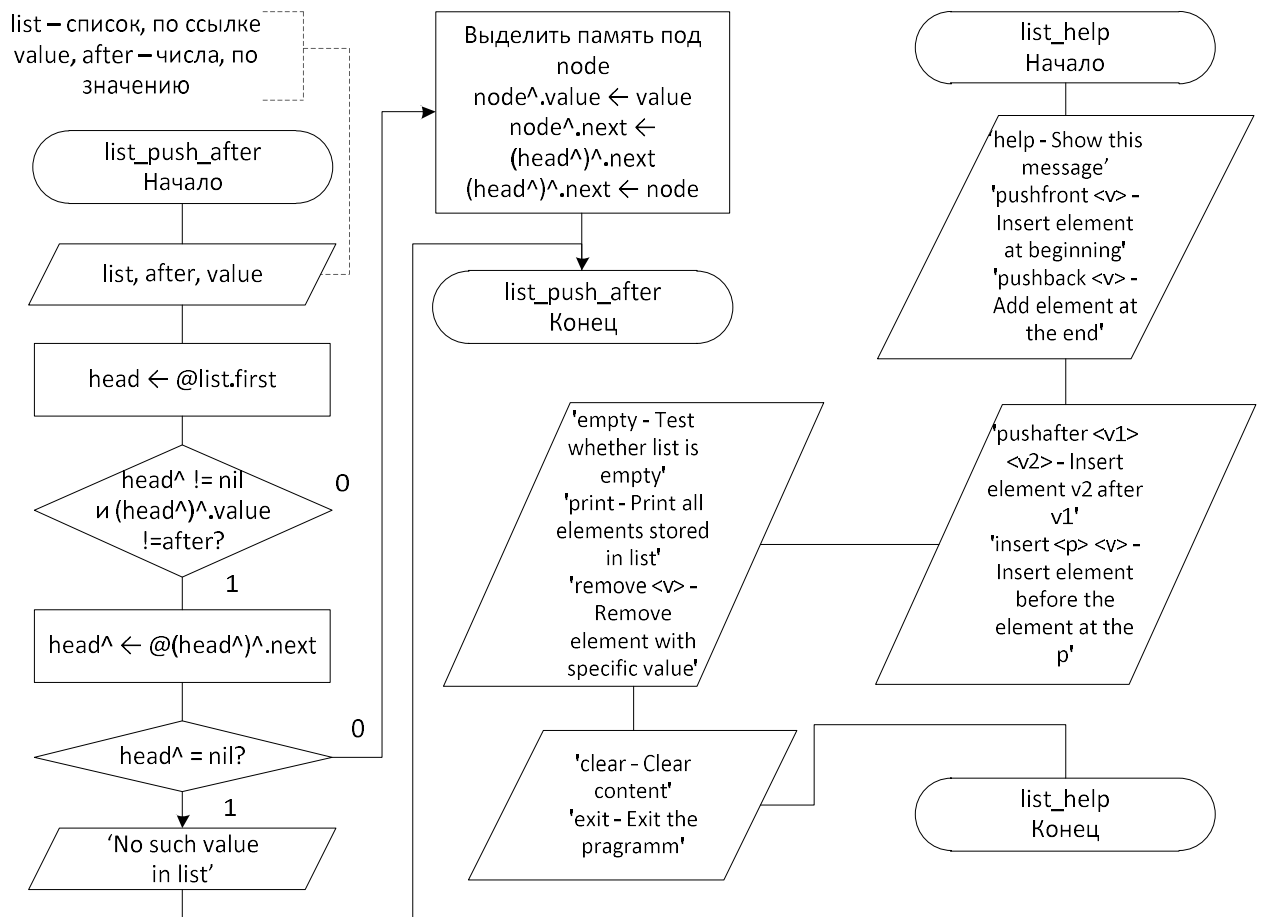 list – список, по ссылке
value, after – числа, по
значению
list_push_after
Начало
list, after, value
head ← @list.first
head^ != nil
и (head^)^.value
!=after?
0
1
head^ ← @(head^)^.next
head^ = nil?
0
1
‘No such value
in list’
Выделить память под
node
node^.value ← value
node^.next ←
(head^)^.next
(head^)^.next ← node
list_push_after
Конец
list_help
Начало
'help - Show this
message’
'pushfront <v> -
Insert element
at beginning'
'pushback <v> -
Add element at
the end'
'pushafter <v1>
<v2> - Insert
element v2 after
v1'
'insert <p> <v> -
Insert element
before the
element at the
p'
'empty - Test
whether list is
empty'
'print - Print all
elements stored
in list'
'remove <v> -
Remove
element with
specific value'
'clear - Clear
content'
'exit - Exit the
pragramm'
list_help
Конец